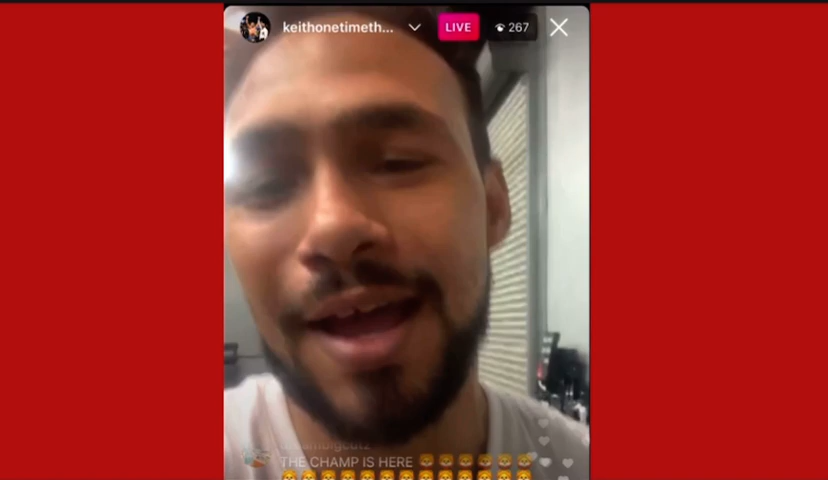 keithonetimeth...
LIVE
267
THE CHAMP IS HERE 🦁🦁🦁🦁🦁🦁
🦁🦁🦁🦁🦁🦁🦁🦁🦁🦁🦁🦁🦁